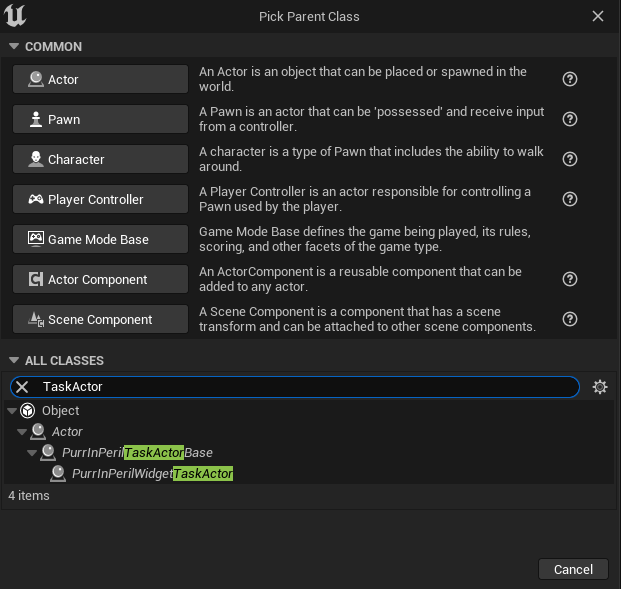 Pick Parent Class
COMMON
Actor
An Actor is an object that can be placed or spawned in the
world.
Pawn
A Pawn is an actor that can be 'possessed' and receive input
from a controller.
Character
A character is a type of Pawn that includes the ability to walk
around.
Player Controller
A Player Controller is an actor responsible for controlling a
Pawn used by the player.
Game Mode Base
Game Mode Base defines the game being played, its rules,
scoring, and other facets of the game type.
Actor Component
An ActorComponent is a reusable component that can be
added to any actor.
Scene Component
A Scene Component is a component that has a scene
transform and can be attached to other scene components.
ALL CLASSES
TaskActor
Object
Actor
PurrInPerilTaskActorBase
PurrInPerilWidgetTaskActor
4 items
Cancel